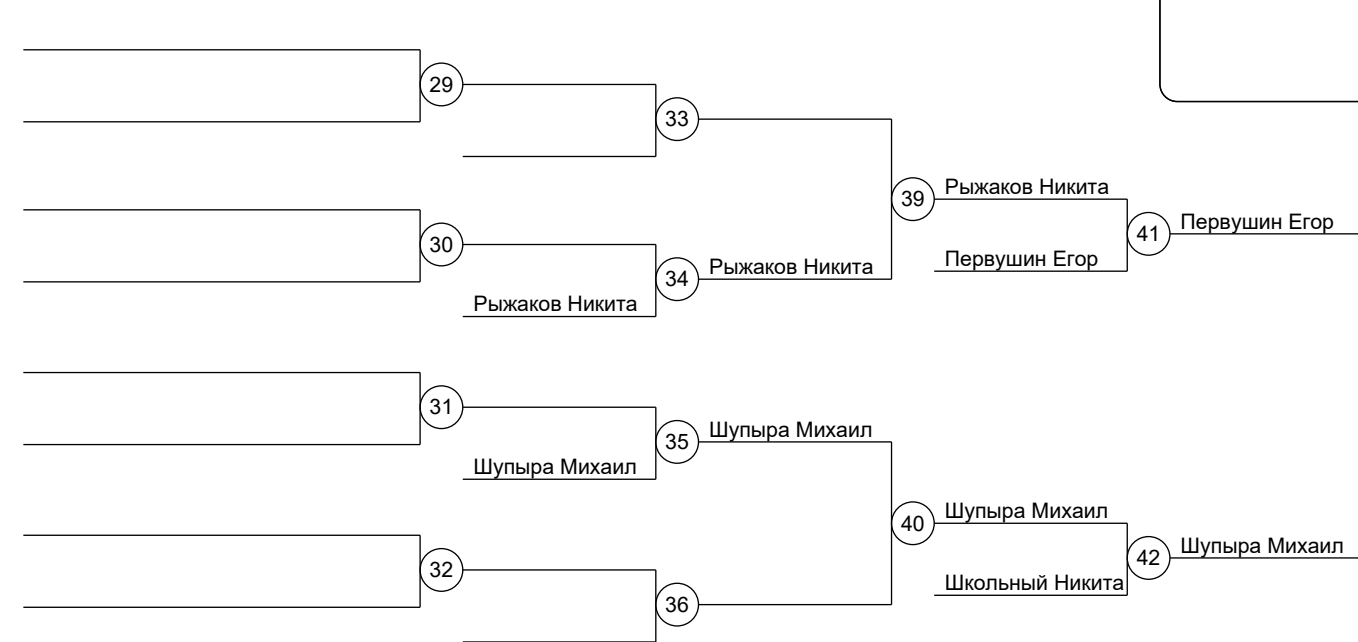 29
33
Рыжаков Никита
39
Первушин Егор
41
30
Первушин Егор
Рыжаков Никита
34
Рыжаков Никита
31
Шупыра Михаил
35
Шупыра Михаил
Шупыра Михаил
40
Шупыра Михаил
42
32
Школьный Никита
36